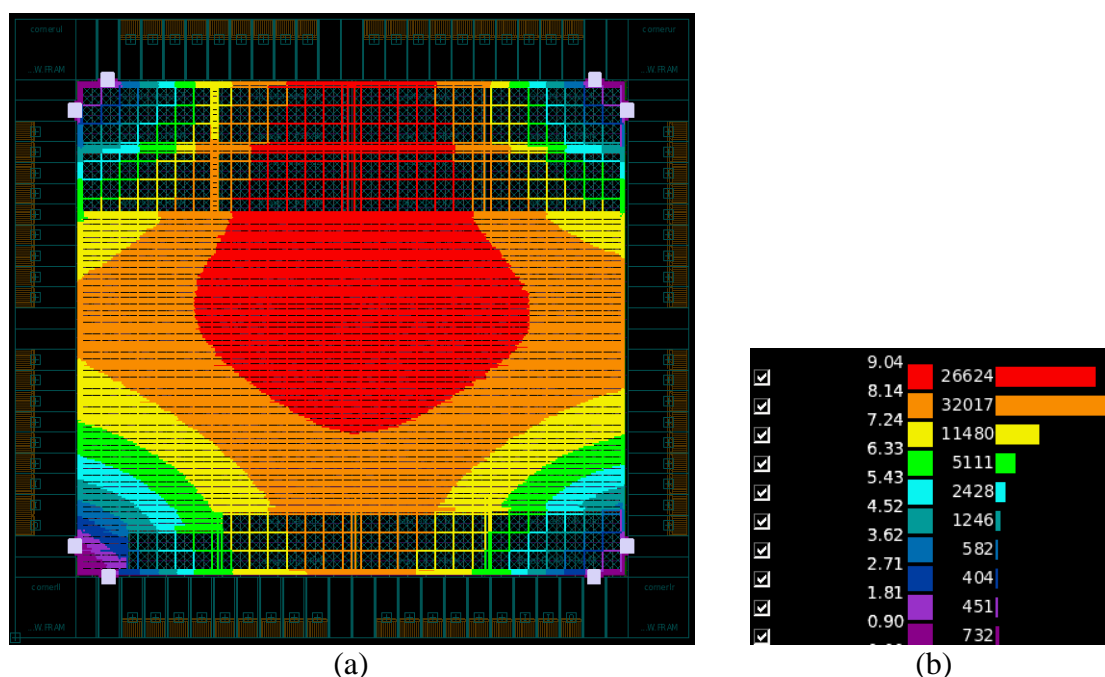 cornerul
cornerur
...W.FRAM
...W.FRAM
cornerll
cornerlr
...W.FRAM
...W.FRAM
(a)
9.04
26624
8.14
32017
7.24
11480
6.33
5111
5.43
2428
4.52
1246
3.62
582
2.71
404
1.81
451
0.90
732
(b)